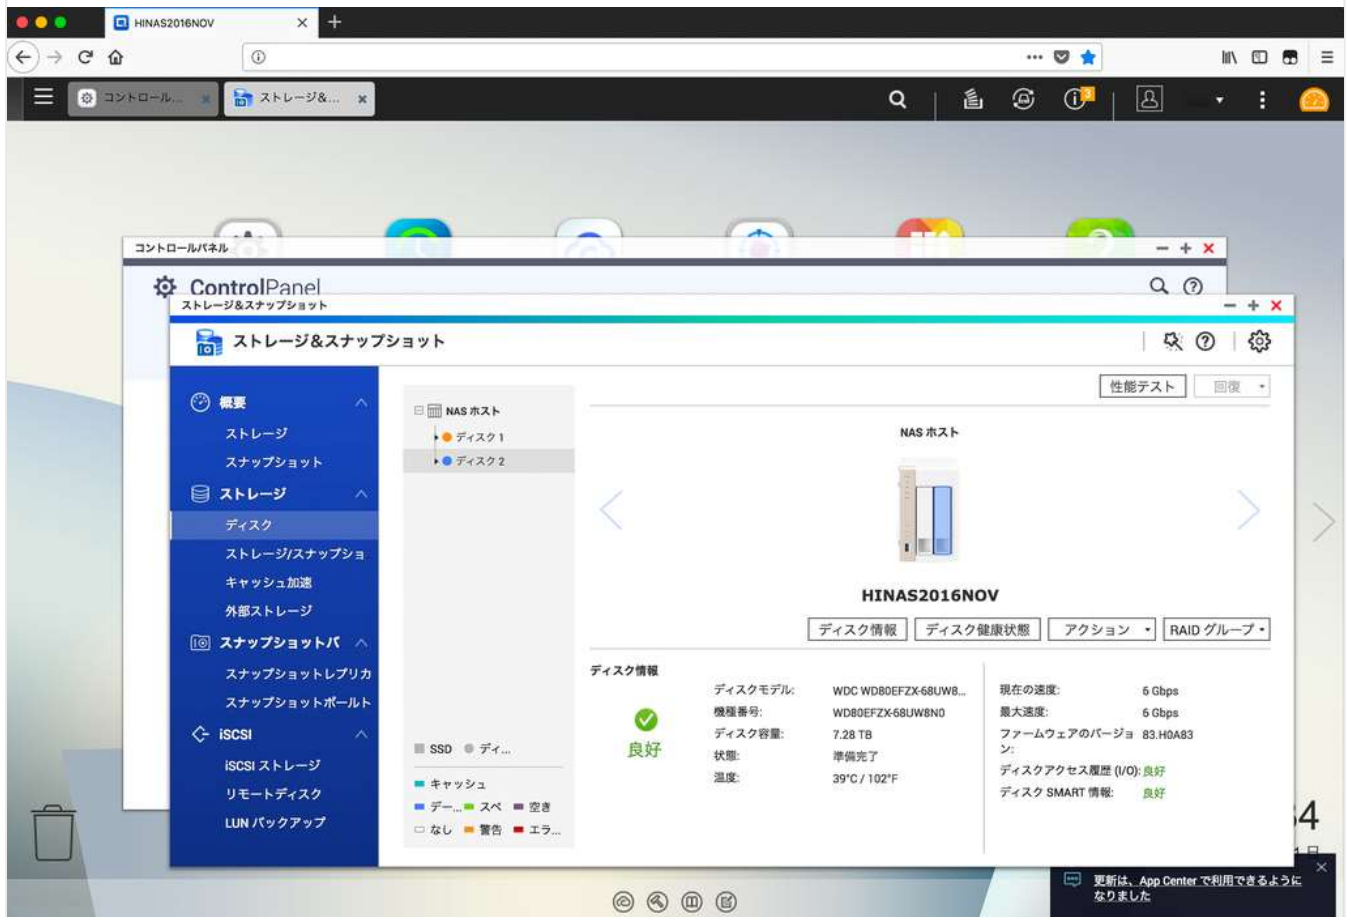 HINAS2016NOV
コントロール...
ストレージ&...
3
コントロールパネル
ControlPanel
ストレージ&スナップショット
ストレージ&スナップショット
性能テスト
回復
概要
ストレージ
スナップショット
ストレージ
ディスク
ストレージ/スナップショ
キャッシュ加速
外部ストレージ
スナップショットバ
スナップショットレプリカ
スナップショットボールト
iSCSI
iSCSI ストレージ
リモートディスク
LUN バックアップ
NAS ホスト
ディスク 1
ディスク 2
SSD ディ...
キャッシュ
デー... スペ 空き
なし 警告 エラ...
NAS ホスト
HINAS2016NOV
ディスク情報 ディスク健康状態 アクション RAID グループ
ディスク情報
良好
ディスクモデル: WDC WD80EFZX-68UW8...
機種番号: WD80EFZX-68UW8N0
ディスク容量: 7.28 TB
状態: 準備完了
温度: 39°C / 102°F
現在の速度: 6 Gbps
最大速度: 6 Gbps
ファームウェアのバージョ 83.H0A83
ン:
ディスクアクセス履歴 (I/O): 良好
ディスク SMART 情報: 良好
更新は、App Center で利用できるように
なりました